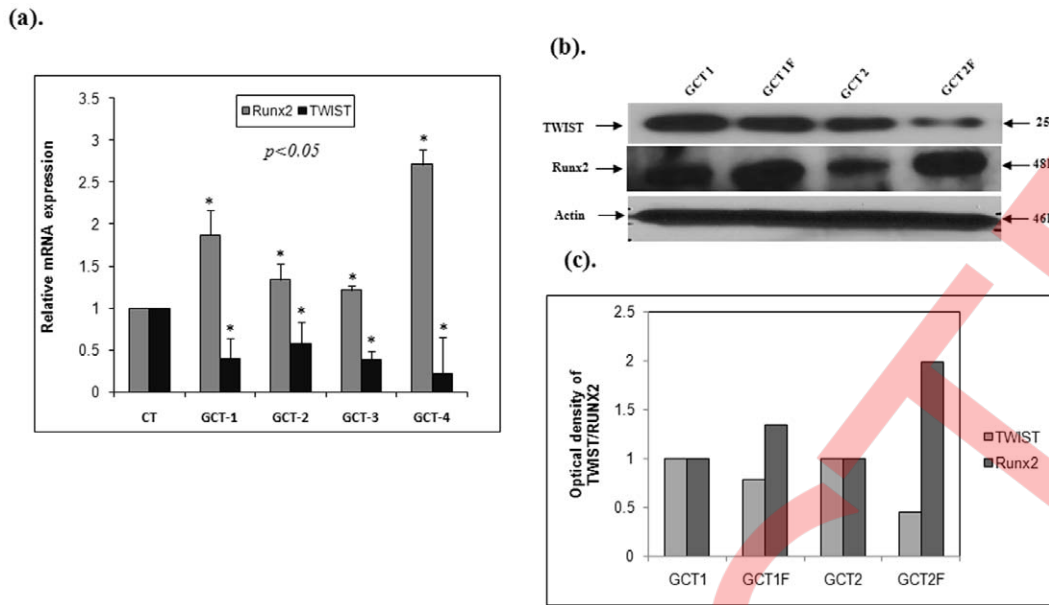 (a).
3.5
3
2.5
2
1.5
1
0.5
0
Relative mRNA expression
Runx2 TWIST
p<0.05
* * * * * * * *
CT GCT-1 GCT-2 GCT-3 GCT-4
(b).
GCT1 GCT1F GCT2 GCT2F
TWIST 25
Runx2 48
Actin 46
(c).
2.5
2
1.5
1
0.5
0
Optical density of
TWIST/RUNX2
TWIST
Runx2
GCT1 GCT1F GCT2 GCT2F